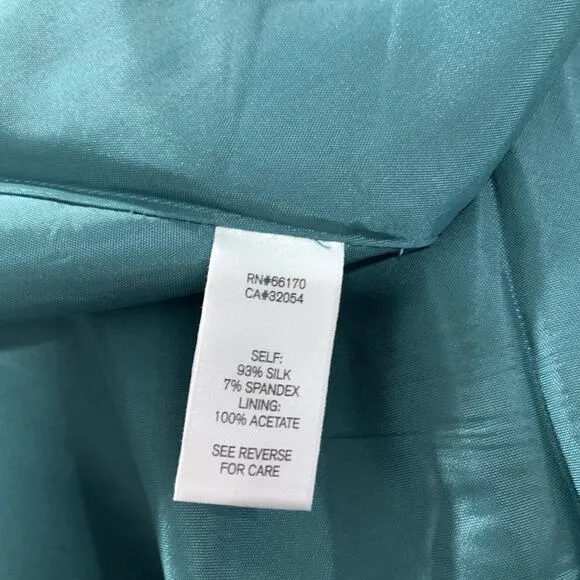 RN#66170
CA#32054
SELF:
93% SILK
7% SPANDEX
LINING:
100% ACETATE
SEE REVERSE
FOR CARE